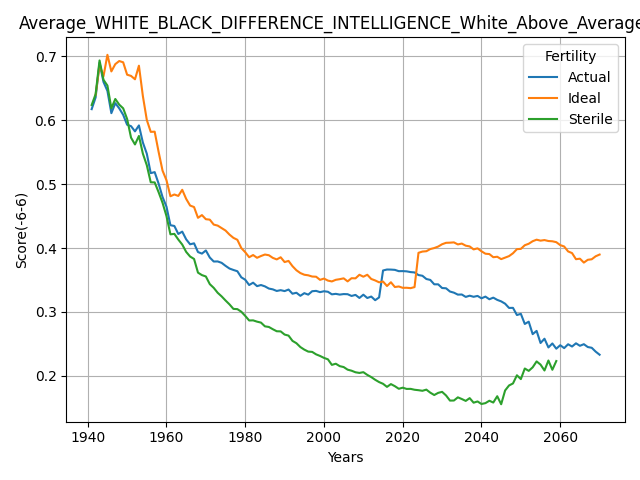 Average_WHITE_BLACK_DIFFERENCE_INTELLIGENCE_White_Above_Average
Fertility
Actual
Ideal
Sterile
Score(-6-6)
0.7
0.6
0.5
0.4
0.3
0.2
1940 1960 1980 2000 2020 2040 2060
Years